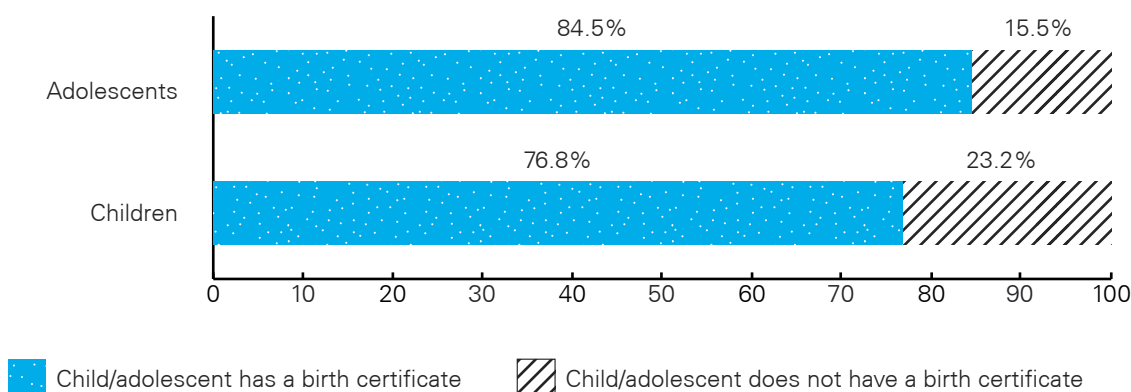 84.5% 15.5%
Adolescents
76.8% 23.2%
Children
0 10 20 30 40 50 60 70 80 90 100
Child/adolescent has a birth certificate Child/adolescent does not have a birth certificate